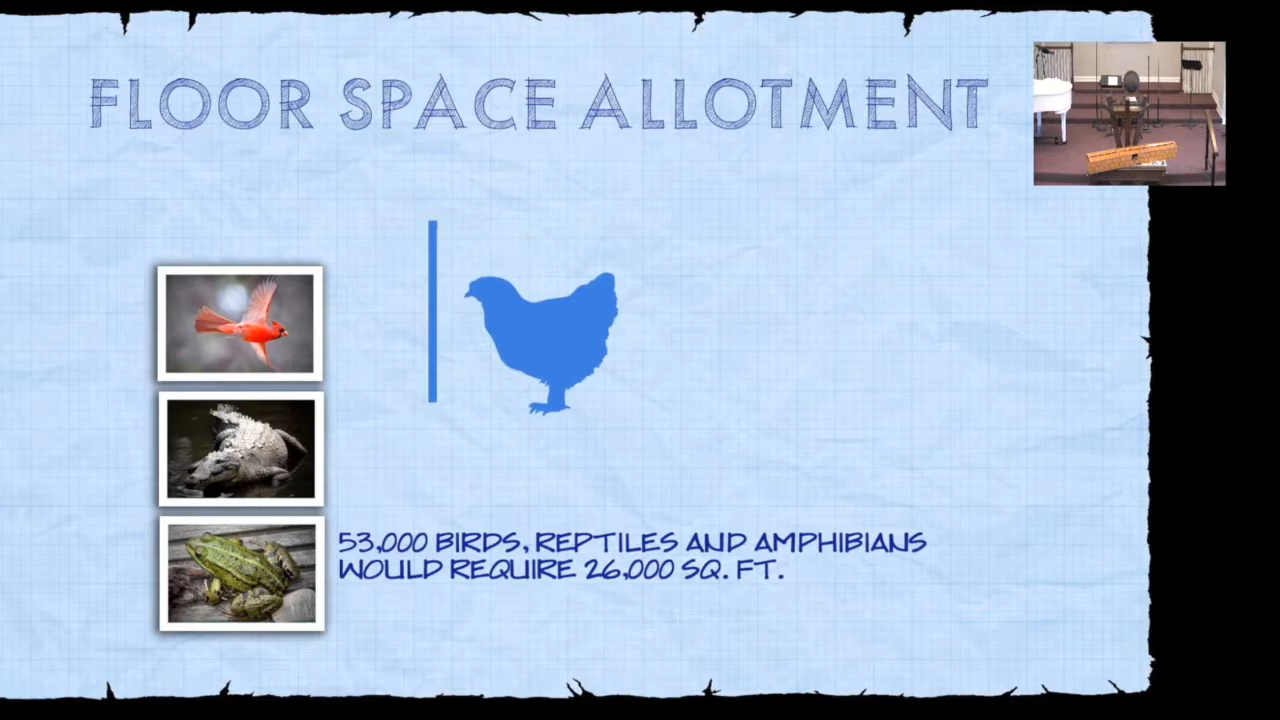 FLOOR SPACE ALLOTMENT
53,000 BIRDS, REPTILES AND AMPHIBIANS
WOULD REQUIRE 26,000 SQ. FT.